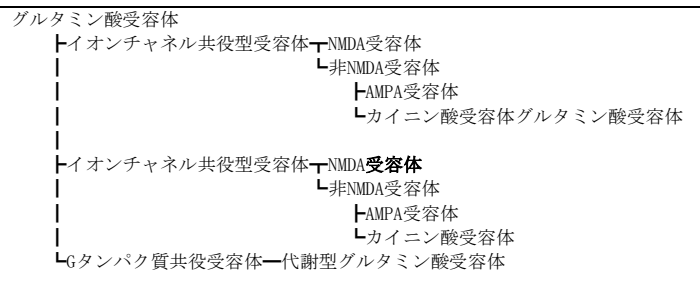 グルタミン酸受容体
┣イオンチャネル共役型受容体┳NMDA受容体
┃┗非NMDA受容体
┃┣AMPA受容体
┃┗カイニン酸受容体グルタミン酸受容体
┃
┣イオンチャネル共役型受容体┳NMDA受容体
┃┗非NMDA受容体
┃┣AMPA受容体
┃┗カイニン酸受容体
┗Gタンパク質共役受容体━代謝型グルタミン酸受容体